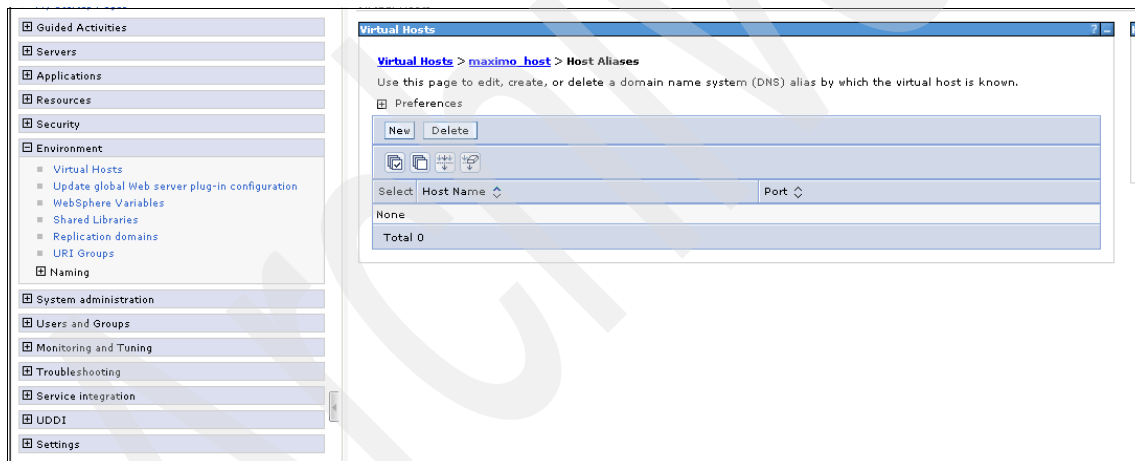 Guided Activities
Servers
Applications
Resources
Security
Environment
Virtual Hosts
Update global Web server plug-in configuration
WebSphere Variables
Shared Libraries
Replication domains
URI Groups
Naming
System administration
Users and Groups
Monitoring and Tuning
Troubleshooting
Service integration
UDDI
Settings
Virtual Hosts ? _
Virtual Hosts > maximo_host > Host Aliases
Use this page to edit, create, or delete a domain name system (DNS) alias by which the virtual host is known.
Preferences
New Delete
Select Host Name Port
None
Total 0